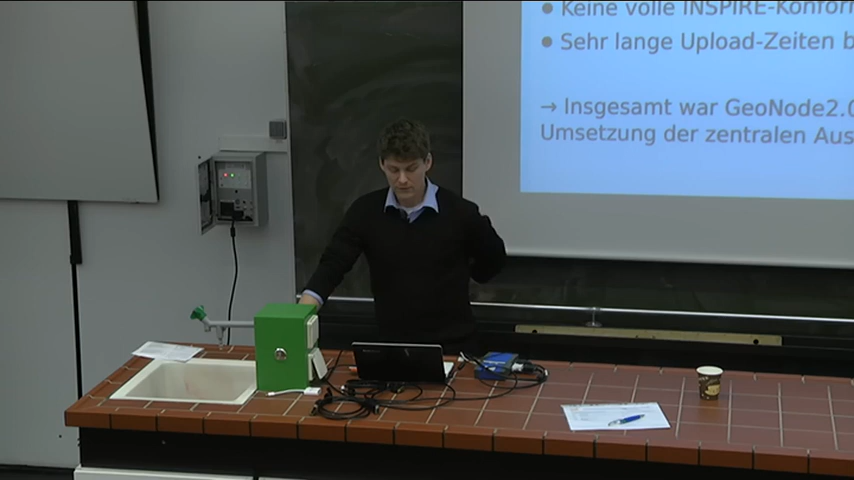 • Keine volle INSPIRE-Konfor
• Sehr lange Upload-Zeiten b
→ Insgesamt war GeoNode2.0
Umsetzung der zentralen Aus